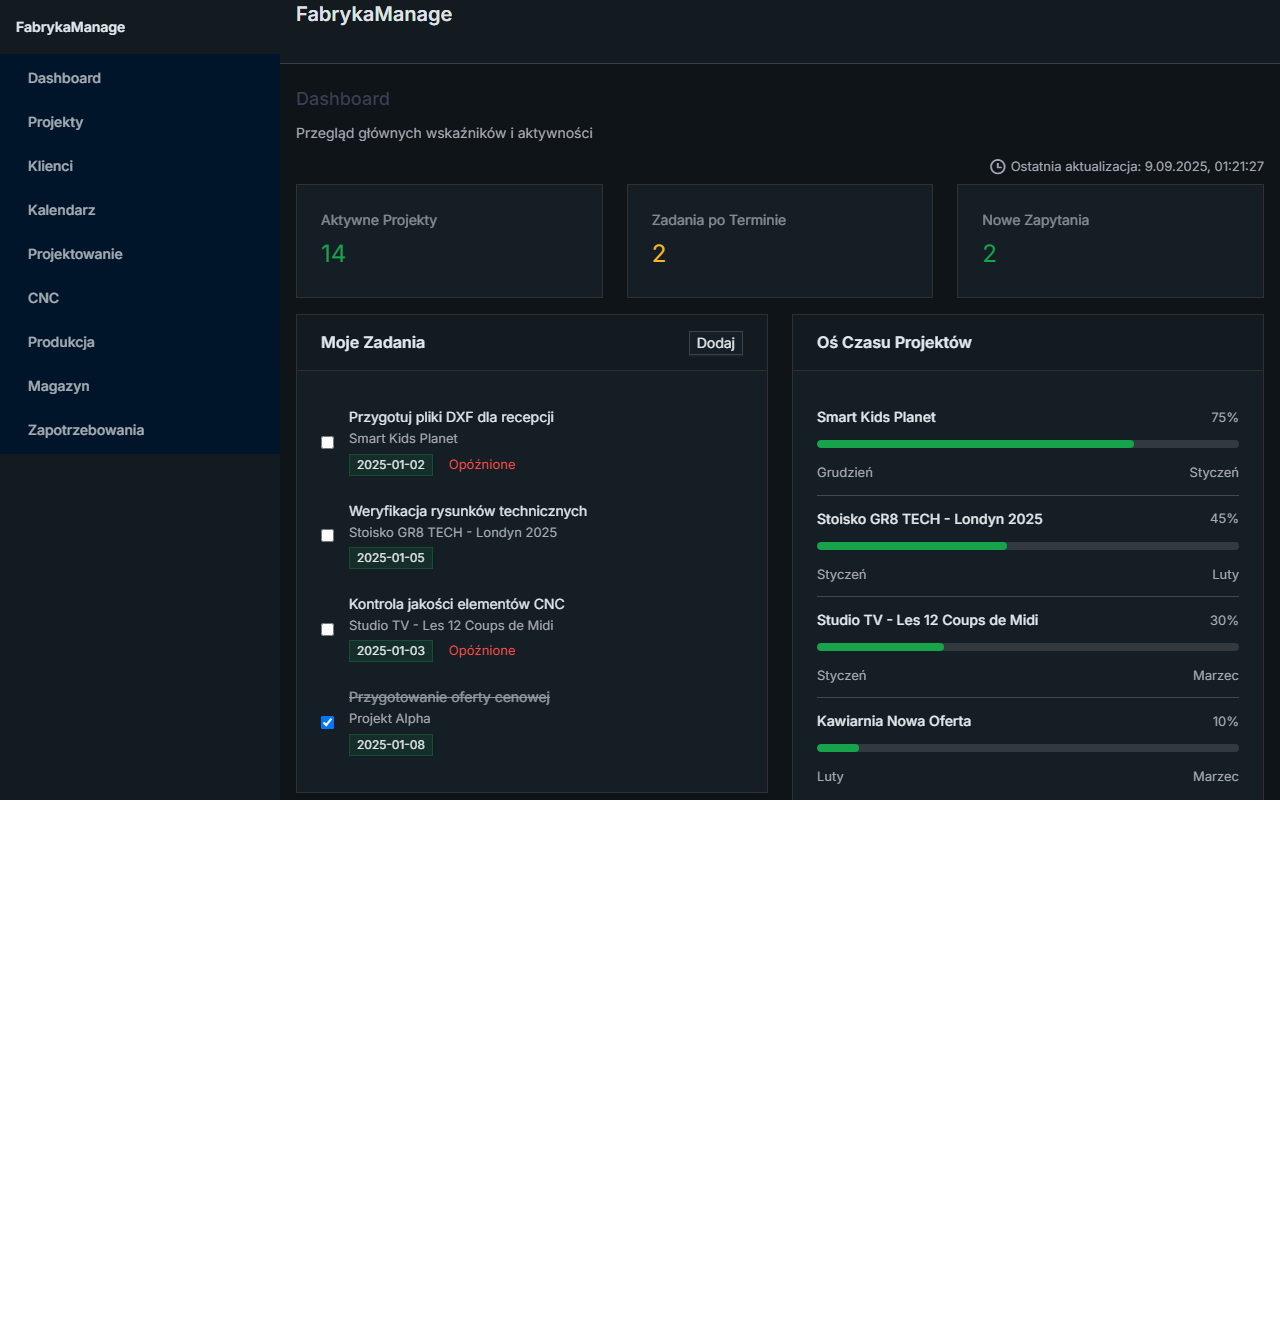 FabrykaManage
Dashboard
Projekty
Klienci
Kalendarz
Projektowanie
CNC
Produkcja
Magazyn
Zapotrzebowania
FabrykaManage
Dashboard
Przegląd głównych wskaźników i aktywności
Ostatnia aktualizacja: 9.09.2025, 01:21:27
Aktywne Projekty
14
Zadania po Terminie
2
Nowe Zapytania
2
Moje Zadania
Dodaj
Przygotuj pliki DXF dla recepcji
Smart Kids Planet
2025-01-02 Opóźnione
Weryfikacja rysunków technicznych
Stoisko GR8 TECH - Londyn 2025
2025-01-05
Kontrola jakości elementów CNC
Studio TV - Les 12 Coups de Midi
2025-01-03 Opóźnione
Przygotowanie oferty cenowej
Projekt Alpha
2025-01-08
Oś Czasu Projektów
Smart Kids Planet 75%
Grudzień Styczeń
Stoisko GR8 TECH - Londyn 2025 45%
Styczeń Luty
Studio TV - Les 12 Coups de Midi 30%
Styczeń Marzec
Kawiarnia Nowa Oferta 10%
Luty Marzec